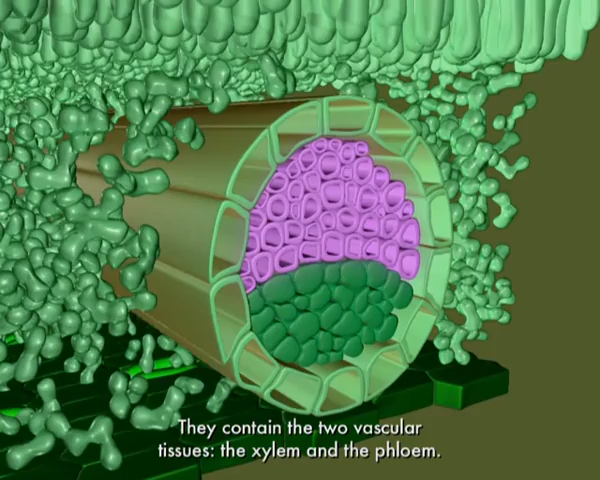 They contain the two vascular
tissues: the xylem and the phloem.